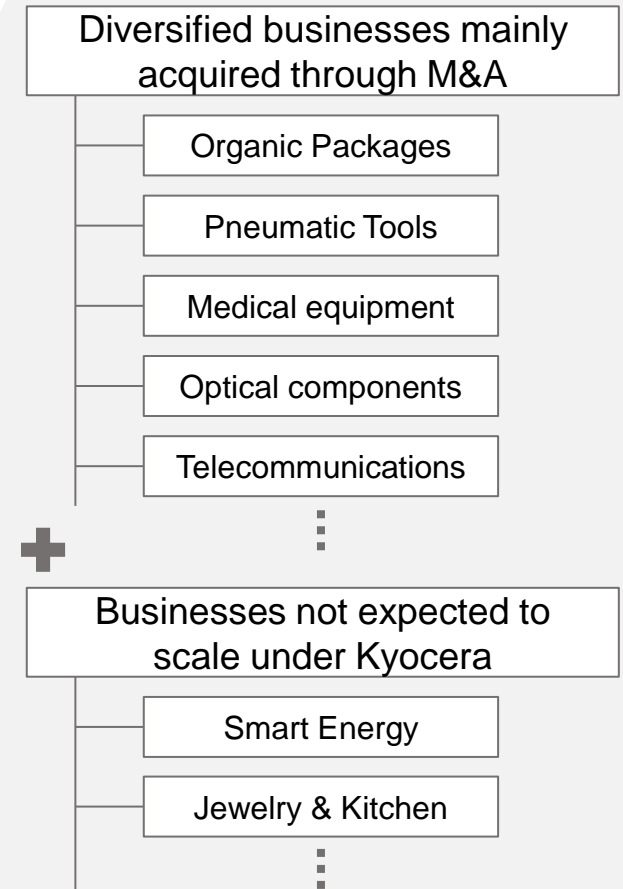 Diversified businesses mainly
acquired through M&A
Organic Packages
Pneumatic Tools
Medical equipment
Optical components
Telecommunications
Businesses not expected to
scale under Kyocera
Smart Energy
Jewelry & Kitchen